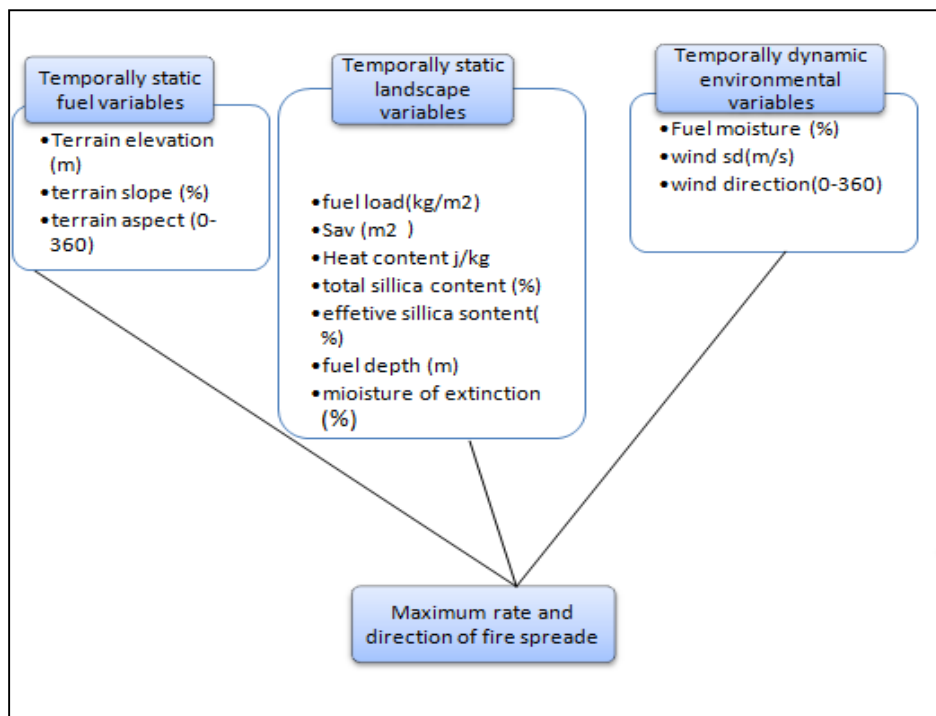 Temporally static
fuel variables
•Terrain elevation
(m)
•terrain slope (%)
•terrain aspect (0-
360)
Temporally static
landscape
variables
•fuel load(kg/m2)
•Sav (m2 )
•Heat content j/kg
•total sillica content (%)
•effetive sillica sontent(
%)
•fuel depth (m)
•mioisture of extinction
(%)
Temporally dynamic
environmental
variables
•Fuel moisture (%)
•wind sd(m/s)
•wind direction(0-360)
Maximum rate and
direction of fire spreade